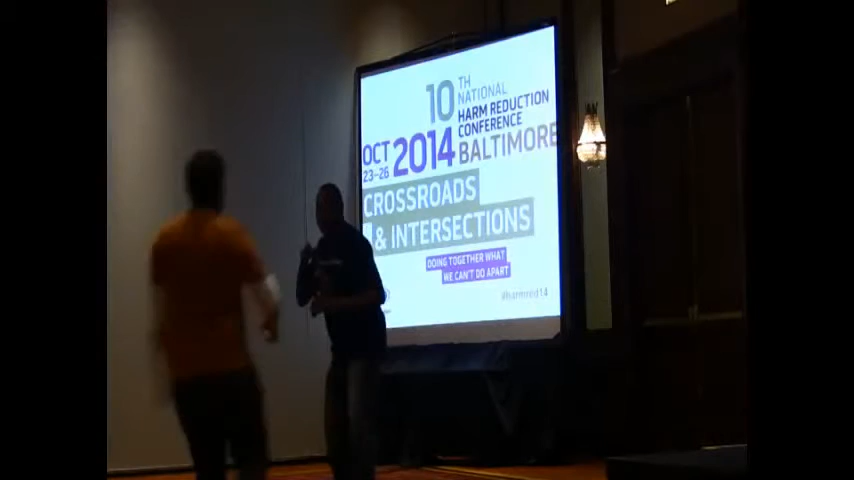 10TH
NATIONAL
HARM REDUCTION
CONFERENCE
OCT
23-26
2014
BALTIMORE
CROSSROADS
& INTERSECTIONS
DOING TOGETHER WHAT
WE CAN'T DO APART
#harmred14